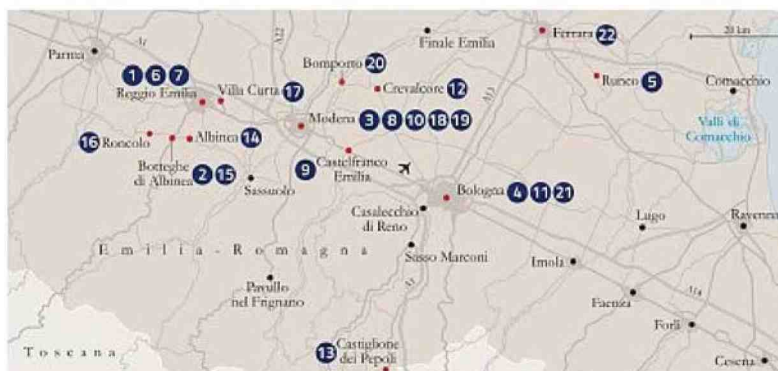 Parma
A1
A22
Finale Emilia
Ferrara 22
20 km
Bomporto 20
1 6 7
Reggio Emilia
Villa Curta 17
Crevalcore 12
A13
Runco 5
Comacchio
Valli di
Comacchio
Modena 3 8 10 18 19
16 Roncolo
Albinea 14
Botteghe
di Albinea 2 15
Sassuolo
9 Castelfranco
Emilia
Bologna 4 11 21
Casalecchio
di Reno
Lugo
Ravenna
Emilia-Romagna
Sasso Marconi
Imola
Pavullo
nel Frignano
A1
A14
Faenza
Forlì
Toscana
13 Castiglione
dei Pepoli
Cesena